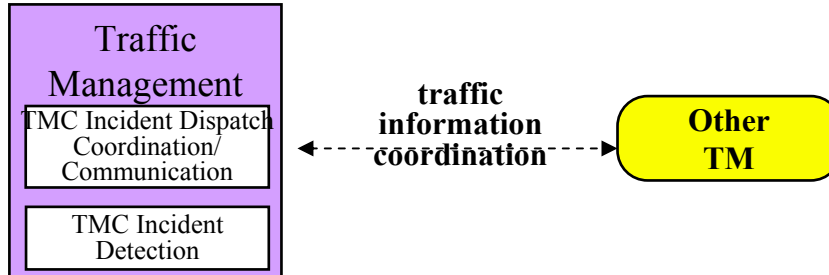 Traffic
Management
TMC Incident Dispatch
Coordination/
Communication
TMC Incident
Detection
traffic
information
coordination
Other
TM